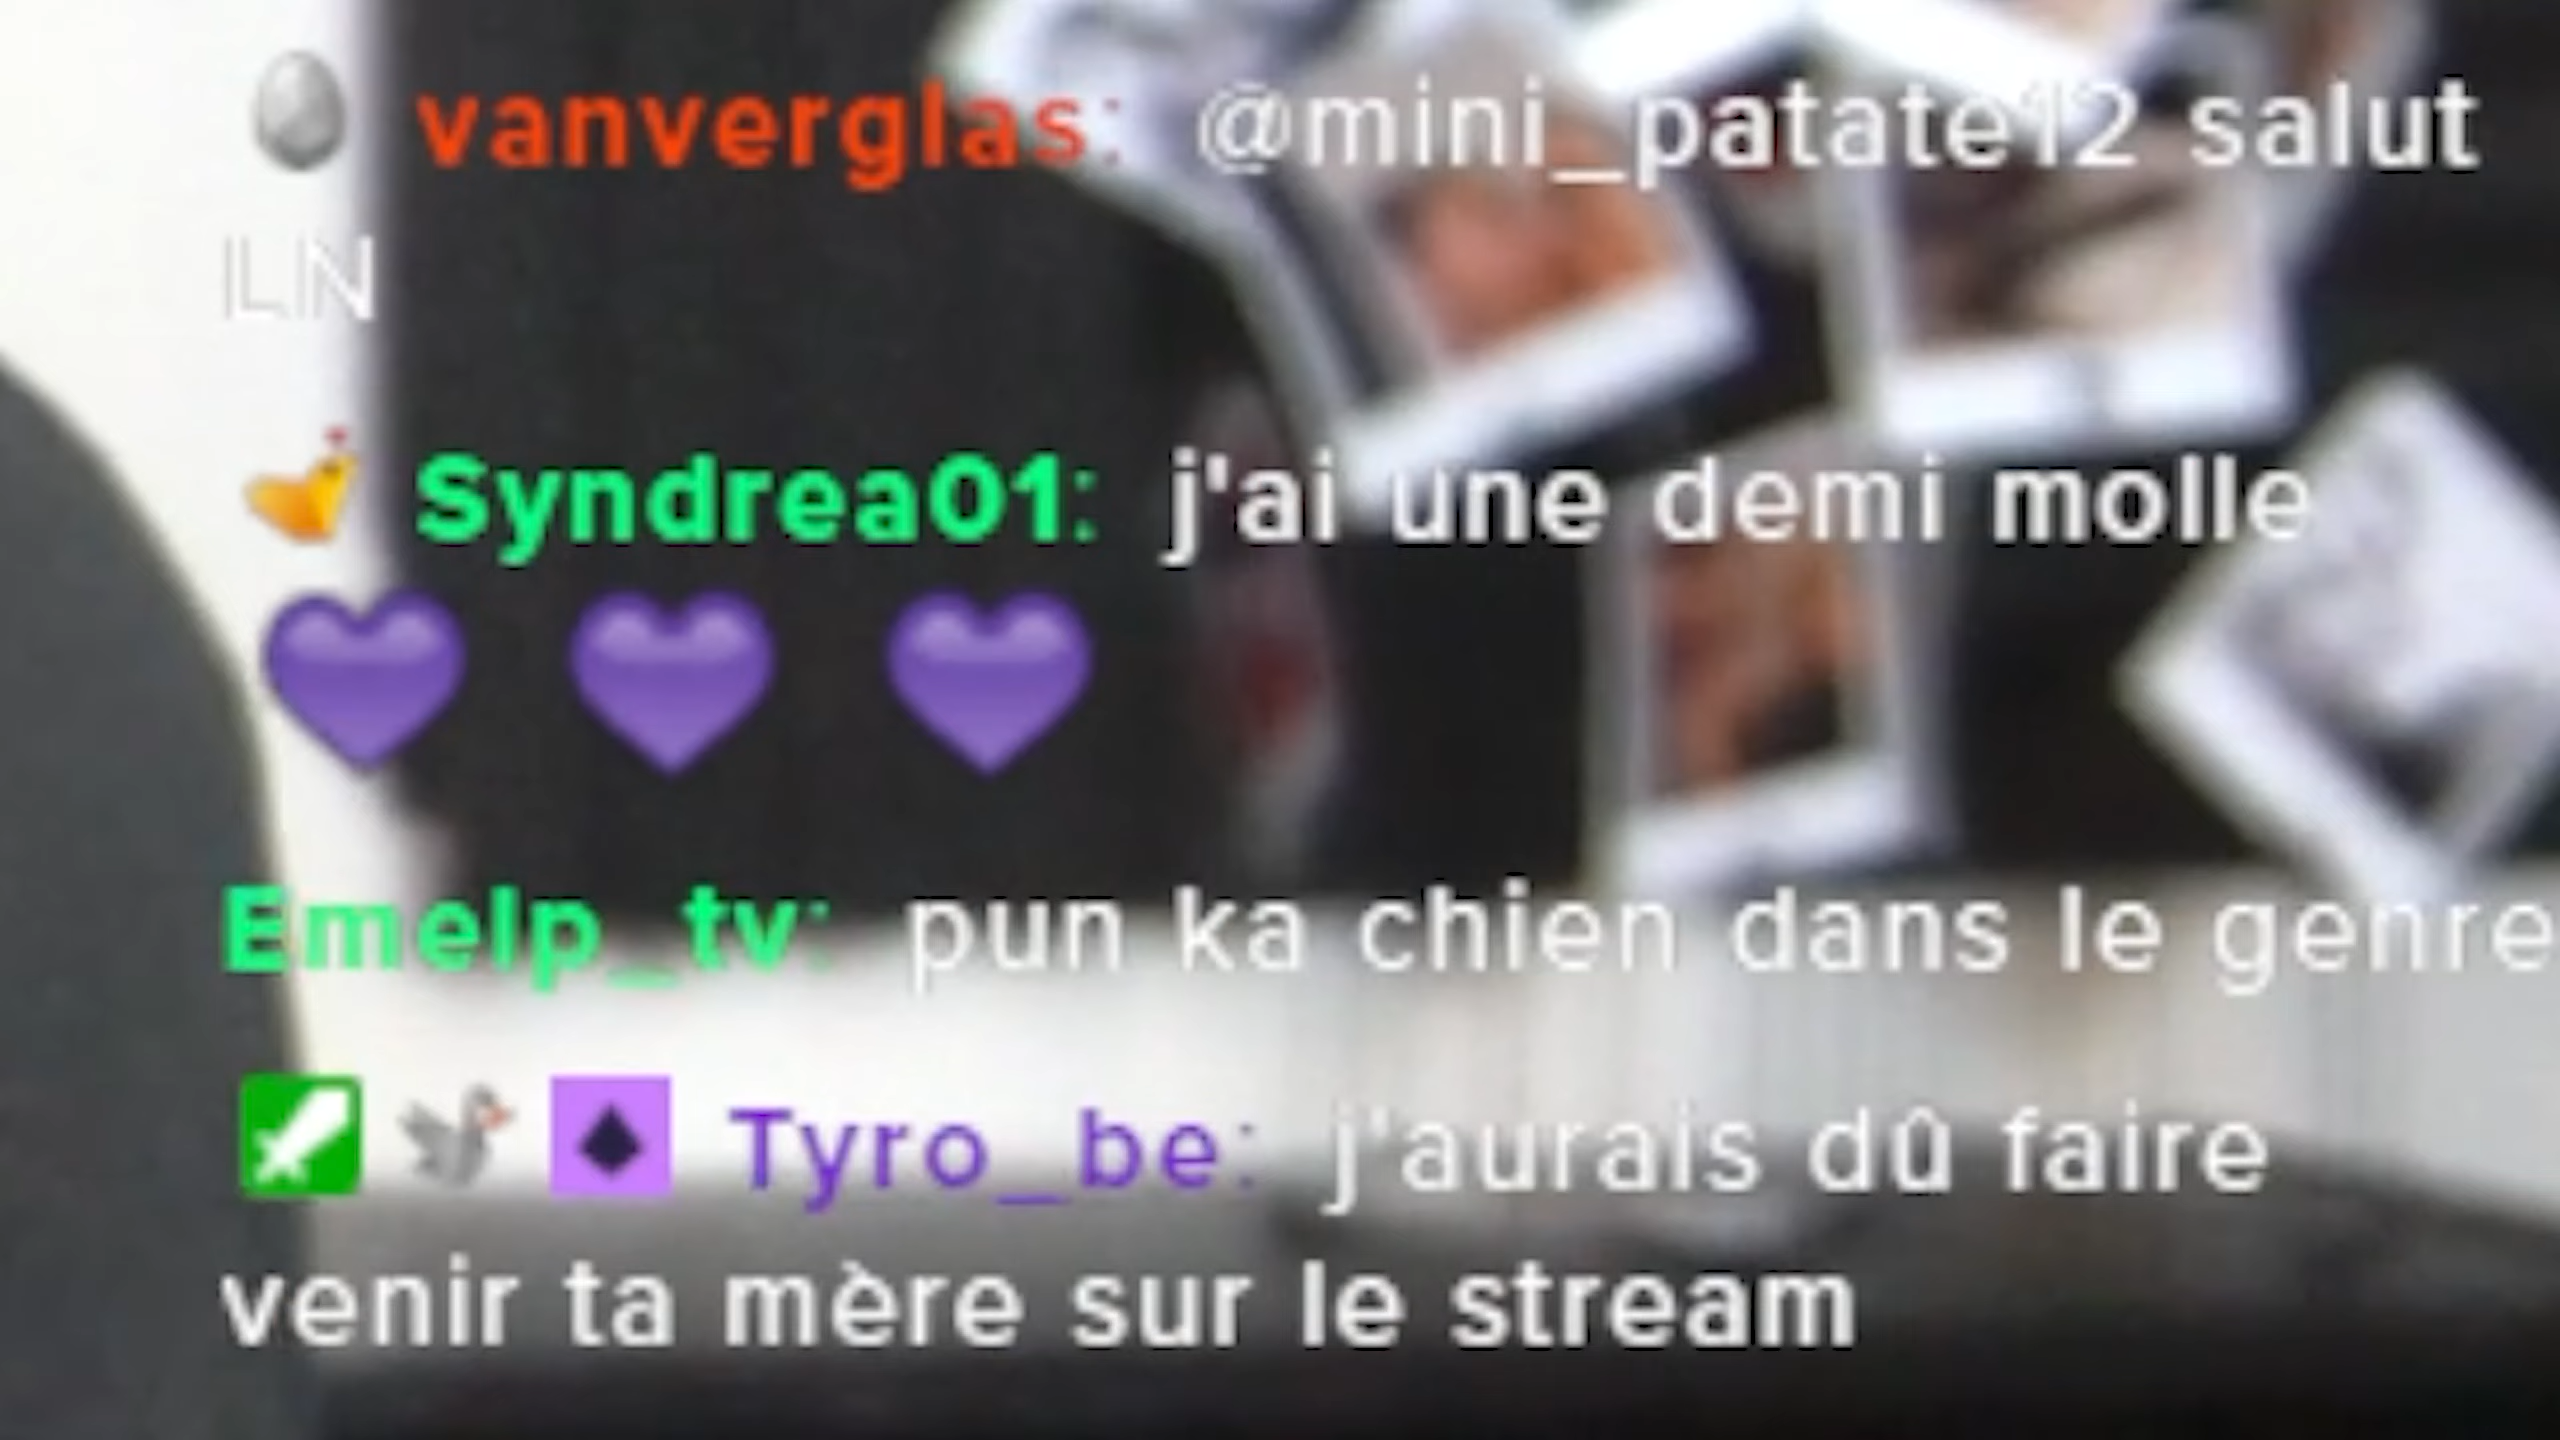 vanverglas: @mini_patate12 salut
LN
Syndrea01: j'ai une demi molle
💜 💜 💜
Emelp_tv: pun ka chien dans le genre
Tyro_be: j'aurais dû faire
venir ta mère sur le stream